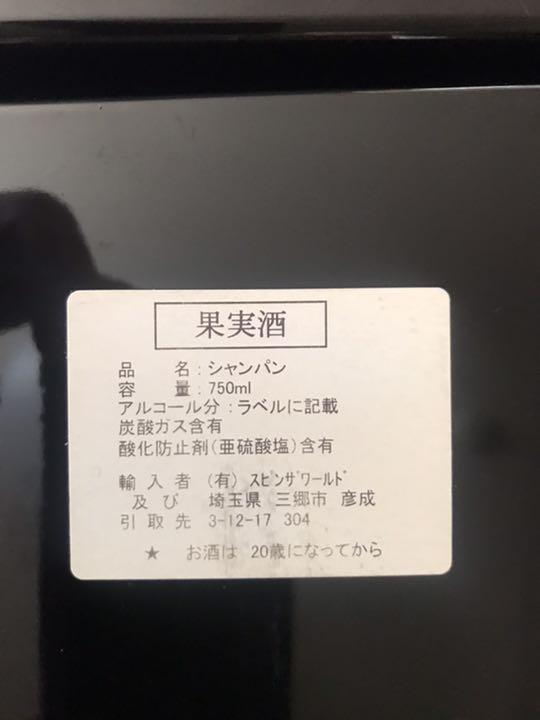 果実酒
品　　名：シャンパン
容　　量：750ml
アルコール分：ラベルに記載
炭酸ガス含有
酸化防止剤(亜硫酸塩)含有
輸入者 (有) ｽﾋﾟﾝｻﾞﾜｰﾙﾄﾞ
及び 埼玉県 三郷市 彦成
引取先 3-12-17 304
★ お酒は 20歳になってから